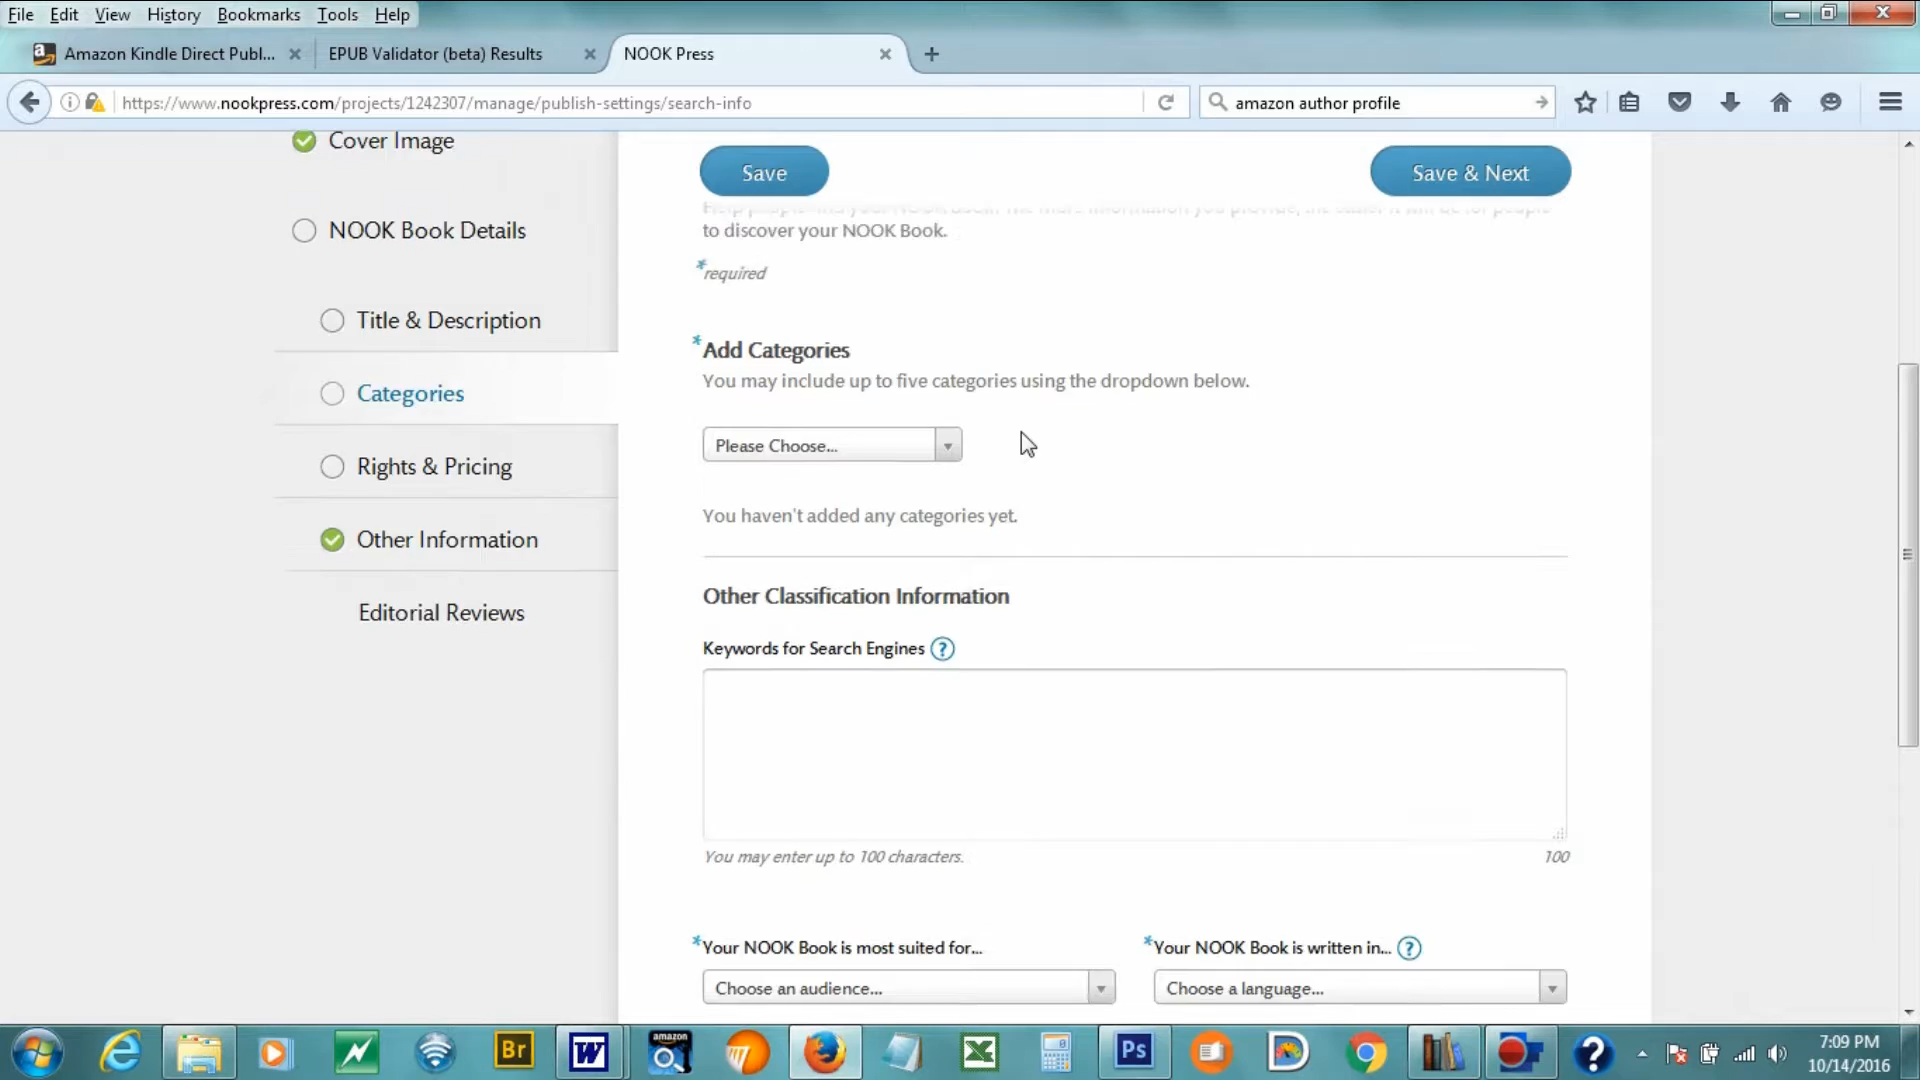 File Edit View History Bookmarks Tools Help
Amazon Kindle Direct Publ... EPUB Validator (beta) Results NOOK Press
https://www.nookpress.com/projects/1242307/manage/publish-settings/search-info amazon author profile
Cover Image
Save Save & Next
to discover your NOOK Book.
NOOK Book Details
*required
Title & Description
*Add Categories
You may include up to five categories using the dropdown below.
Categories
Please Choose...
Rights & Pricing
You haven't added any categories yet.
Other Information
Other Classification Information
Editorial Reviews
Keywords for Search Engines ?
You may enter up to 100 characters. 100
*Your NOOK Book is most suited for... *Your NOOK Book is written in... ?
Choose an audience... Choose a language...
amazon
Br W Ps ?
7:09 PM
10/14/2016